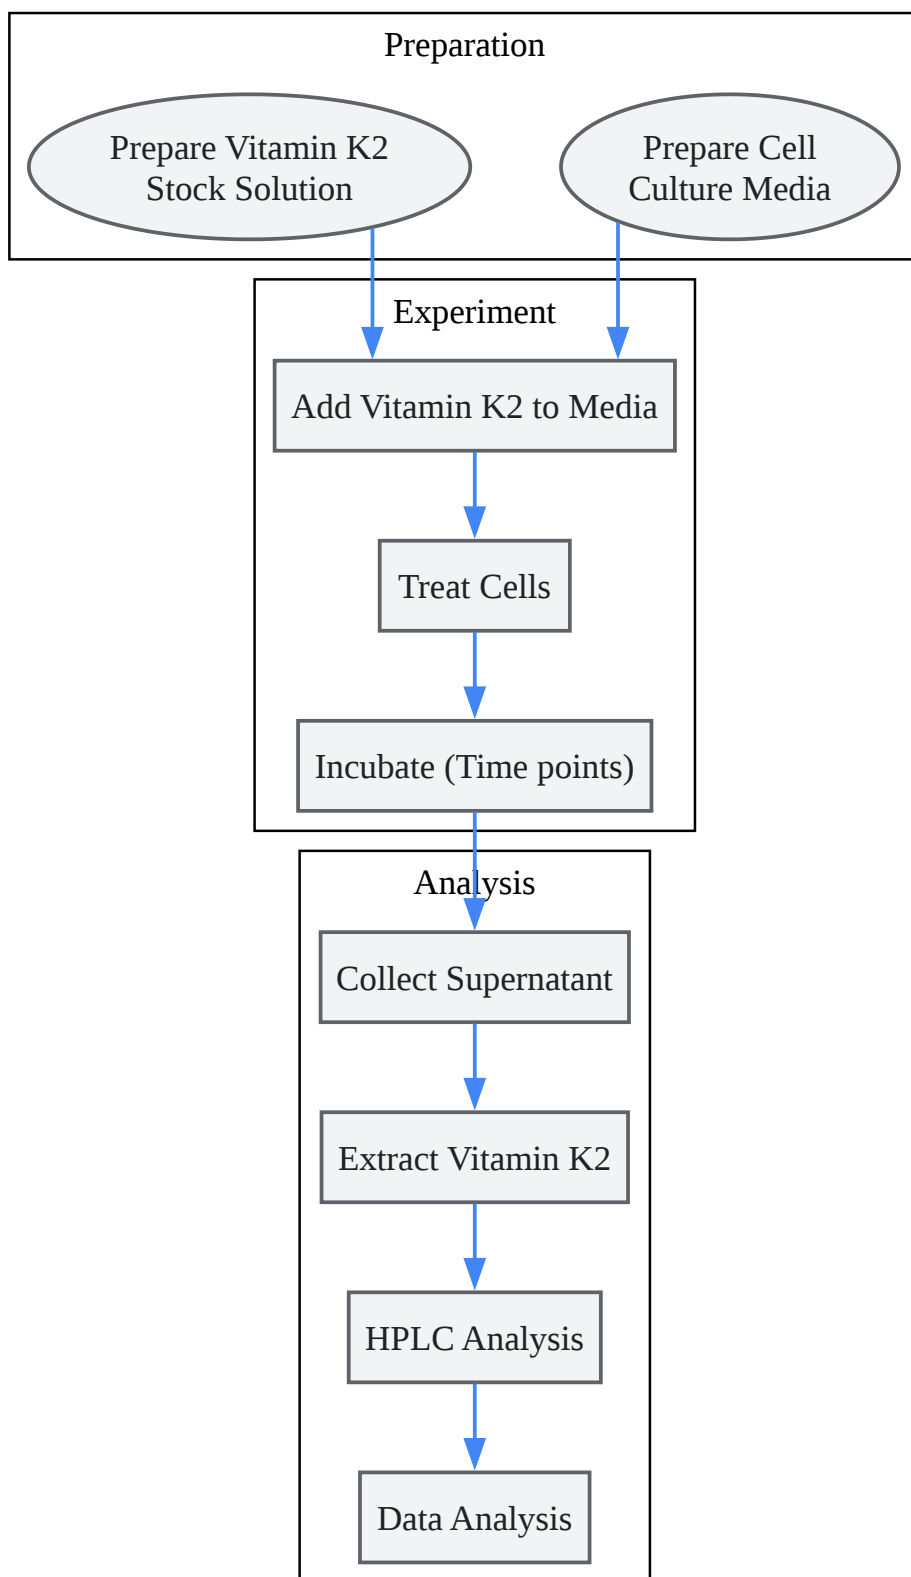 Preparation
Prepare Vitamin K2
Stock Solution
Prepare Cell
Culture Media
Experiment
Add Vitamin K2 to Media
Treat Cells
Incubate (Time points)
Analysis
Collect Supernatant
Extract Vitamin K2
HPLC Analysis
Data Analysis